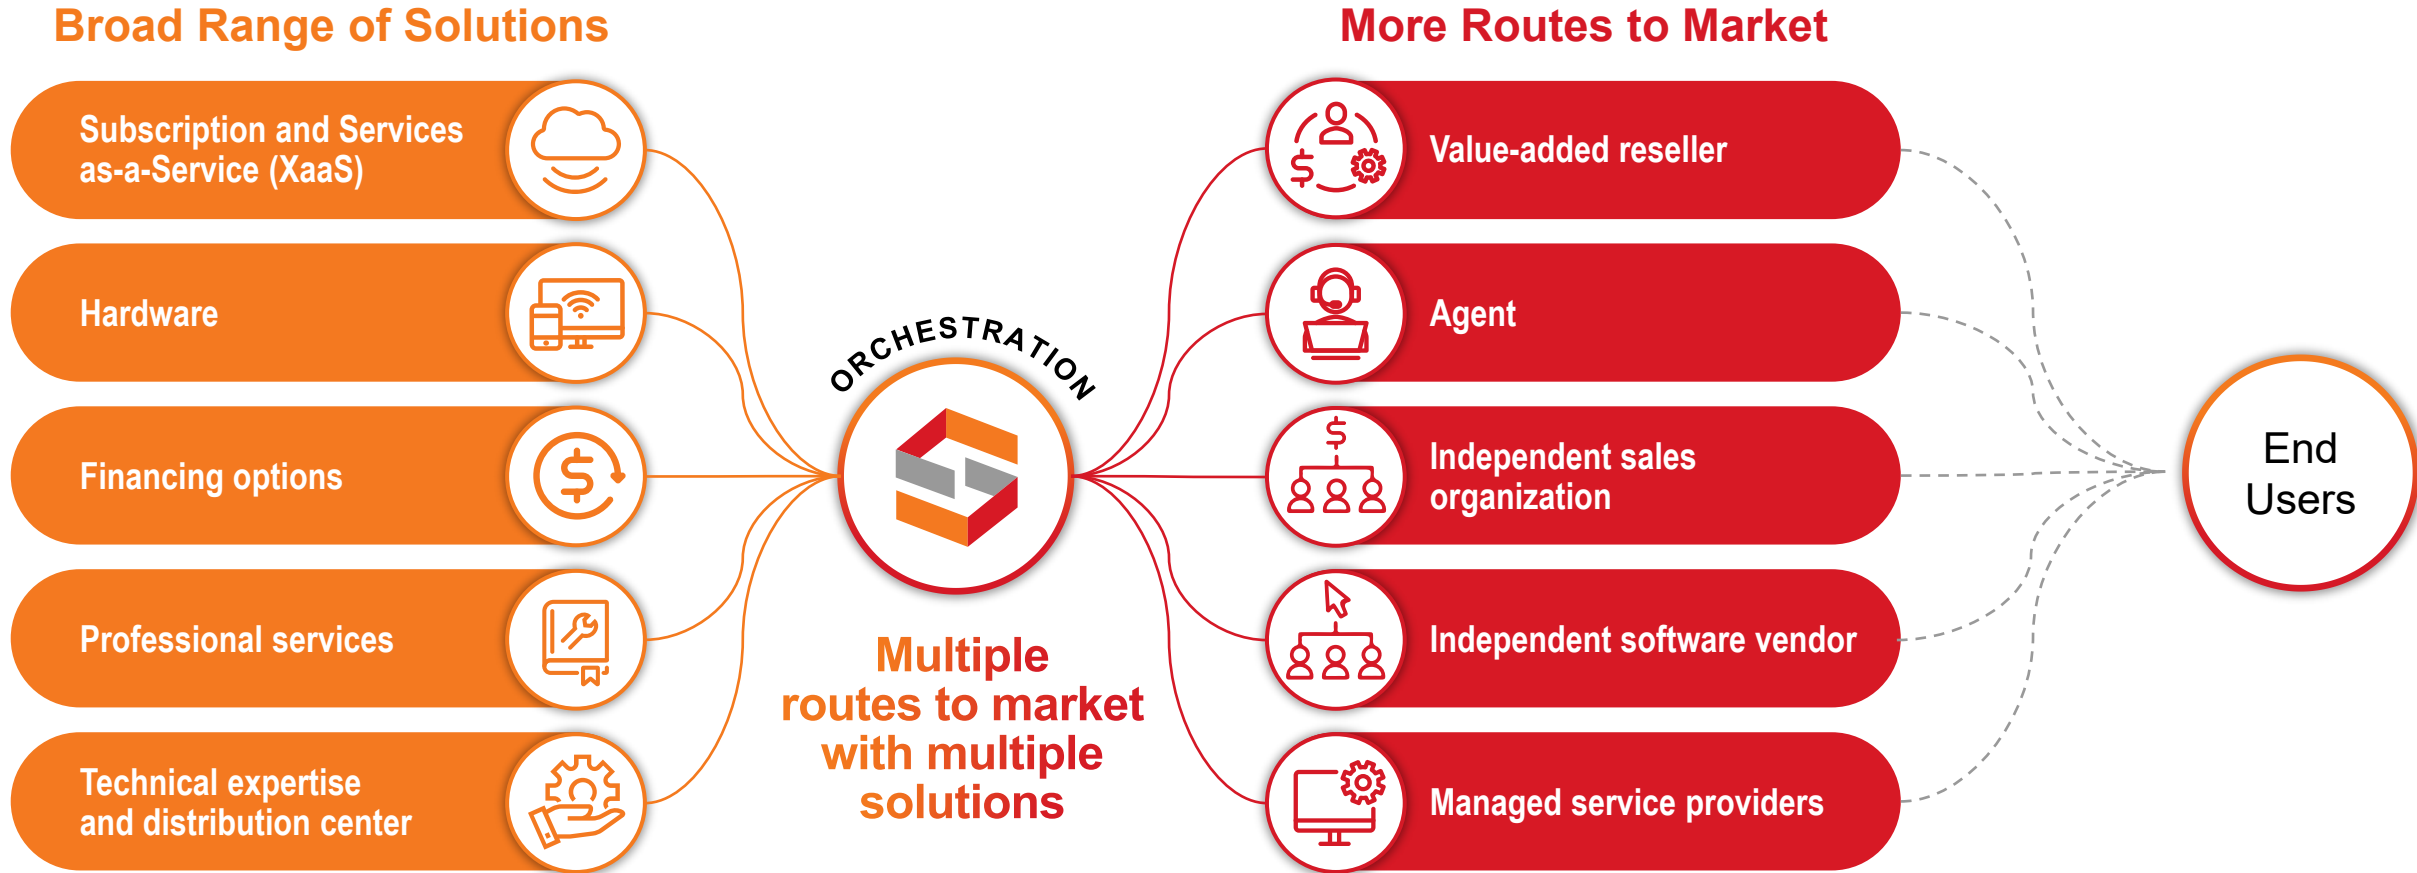 Broad Range of Solutions
Subscription and Services
as-a-Service (XaaS)
Hardware
Financing options
Professional services
Technical expertise
and distribution center
ORCHESTRATION
Multiple
routes to market
with multiple
solutions
More Routes to Market
Value-added reseller
Agent
Independent sales
organization
Independent software vendor
Managed service providers
End
Users